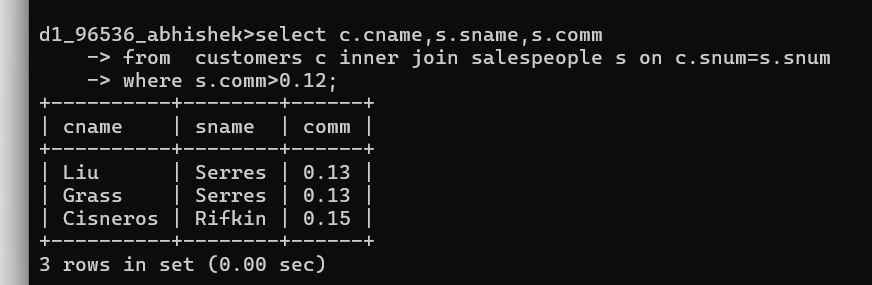 d1_96536_abhishek>select c.cname,s.sname,s.comm
    -> from  customers c inner join salespeople s on c.snum=s.snum
    -> where s.comm>0.12;
+----------+--------+------+
| cname    | sname  | comm |
+----------+--------+------+
| Liu      | Serres | 0.13 |
| Grass    | Serres | 0.13 |
| Cisneros | Rifkin | 0.15 |
+----------+--------+------+
3 rows in set (0.00 sec)